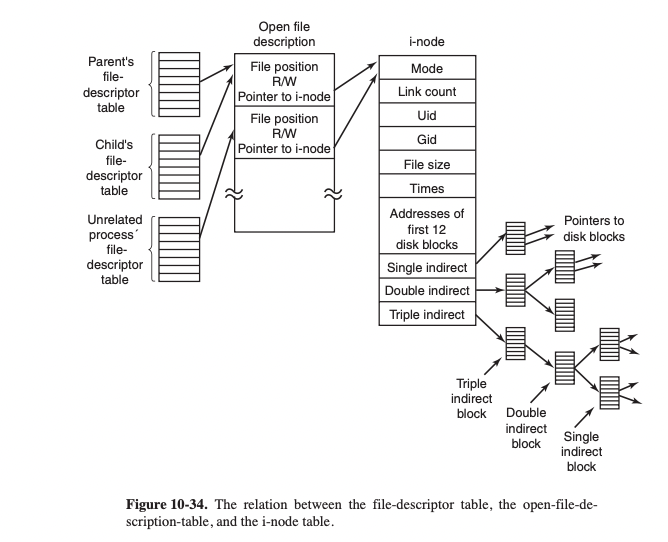 Open file
description
i-node
Parent's
file-
descriptor
table
Child's
file-
descriptor
table
Unrelated
process´
file-
descriptor
table
File position
R/W
Pointer to i-node
File position
R/W
Pointer to i-node
Mode
Link count
Uid
Gid
File size
Times
Addresses of
first 12
disk blocks
Single indirect
Double indirect
Triple indirect
Pointers to
disk blocks
Triple
indirect
block
Double
indirect
block
Single
indirect
block
Figure 10-34. The relation between the file-descriptor table, the open-file-de-
scription-table, and the i-node table.